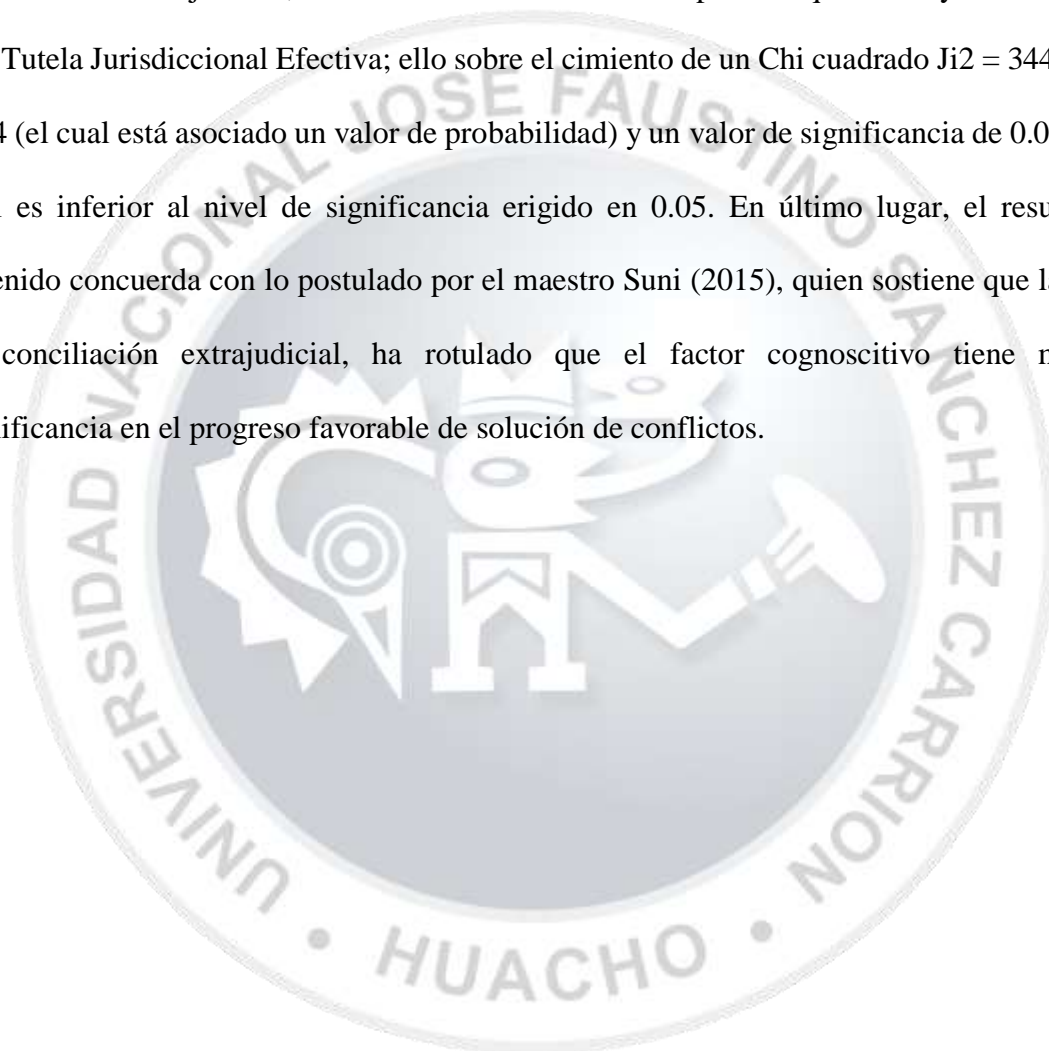 Tutela Jurisdiccional Efectiva; ello sobre el cimiento de un Chi cuadrado Ji2 = 344
4 (el cual está asociado un valor de probabilidad) y un valor de significancia de 0.0
es inferior al nivel de significancia erigido en 0.05. En último lugar, el resu
enido concuerda con lo postulado por el maestro Suni (2015), quien sostiene que l
conciliación extrajudicial, ha rotulado que el factor cognoscitivo tiene m
ificancia en el progreso favorable de solución de conflictos.
UNIVERSIDAD NACIONAL JOSE FAUSTINO SANCHEZ CARRION
• HUACHO •